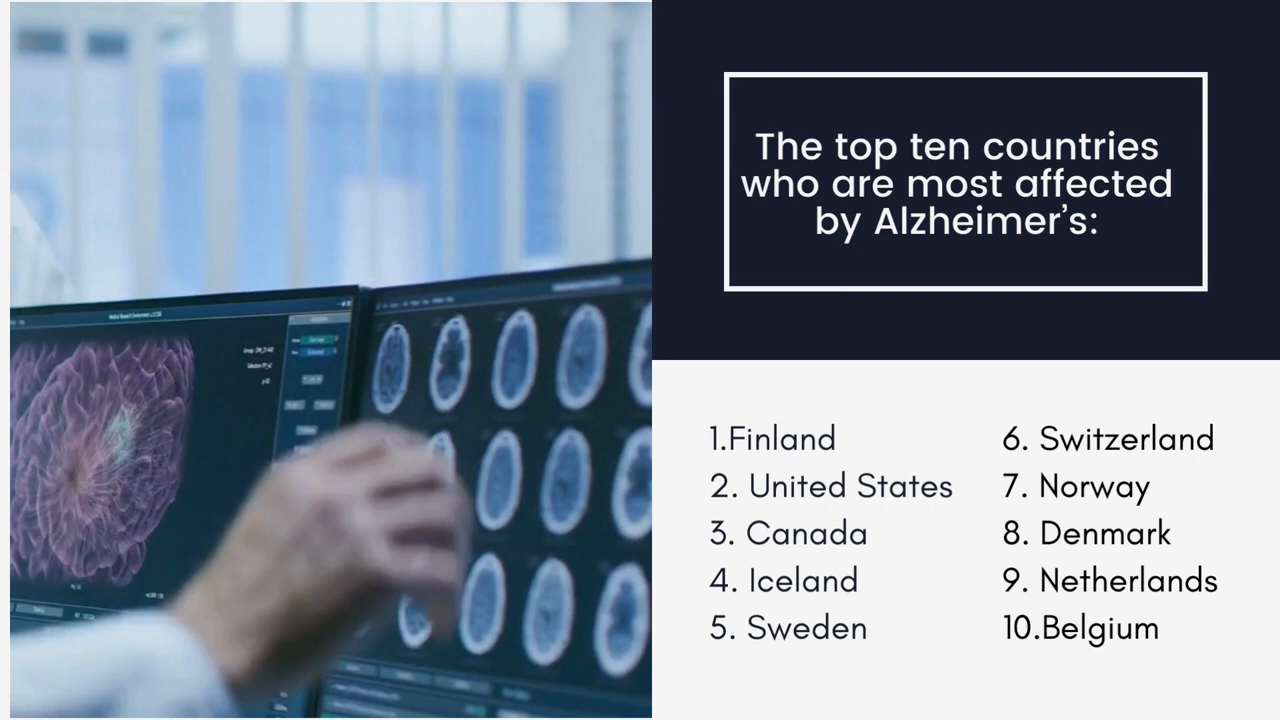 The top ten countries
who are most affected
by Alzheimer's:
1.Finland
2. United States
3. Canada
4. Iceland
5. Sweden
6. Switzerland
7. Norway
8. Denmark
9. Netherlands
10.Belgium